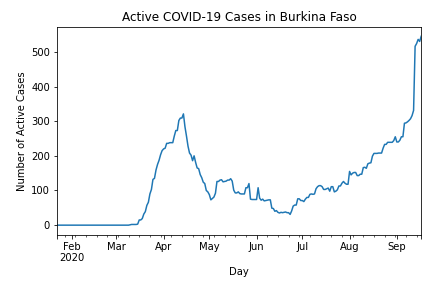 Active COVID-19 Cases in Burkina Faso
Number of Active Cases
500
400
300
200
100
0
Feb
2020
Mar
Apr
May
Jun
Jul
Aug
Sep
Day